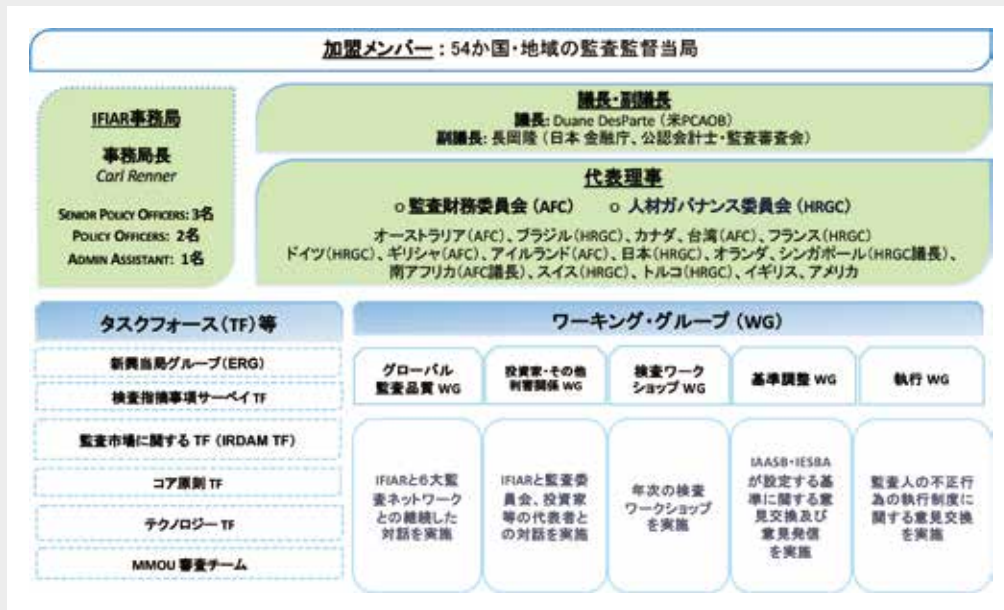 加盟メンバー：54か国・地域の監査監督当局
IFIAR事務局
事務局長
Carl Renner
SENIOR POLICY OFFICERS: 3名
POLICY OFFICERS: 2名
ADMIN ASSISTANT: 1名
議長・副議長
議長: Duane DesParte (米PCAOB)
副議長: 長岡隆 (日本 金融庁、公認会計士・監査審査会)
代表理事
○ 監査財務委員会 (AFC) ○ 人材ガバナンス委員会 (HRGC)
オーストラリア(AFC)、ブラジル(HRGC)、カナダ、台湾(AFC)、フランス(HRGC)
ドイツ(HRGC)、ギリシャ(AFC)、アイルランド(AFC)、日本(HRGC)、オランダ、シンガポール(HRGC議長)、
南アフリカ(AFC議長)、スイス(HRGC)、トルコ(HRGC)、イギリス、アメリカ
タスクフォース(TF)等
新興当局グループ(ERG)
検査指摘事項サーベイ TF
監査市場に関する TF (IRDAM TF)
コア原則 TF
テクノロジー TF
MMOU 審査チーム
ワーキング・グループ (WG)
グローバル
監査品質 WG
投資家・その他
利害関係 WG
検査ワーク
ショップ WG
基準調整 WG
執行 WG
IFIARと6大監
査ネットワーク
との継続した
対話を実施
IFIARと監査委
員会、投資家
等の代表者と
の対話を実施
年次の検査
ワークショップ
を実施
IAASB・IESBA
が設定する基
準に関する意
見交換及び
意見発信
を実施
監査人の不正行
為の執行制度に
関する意見交換
を実施